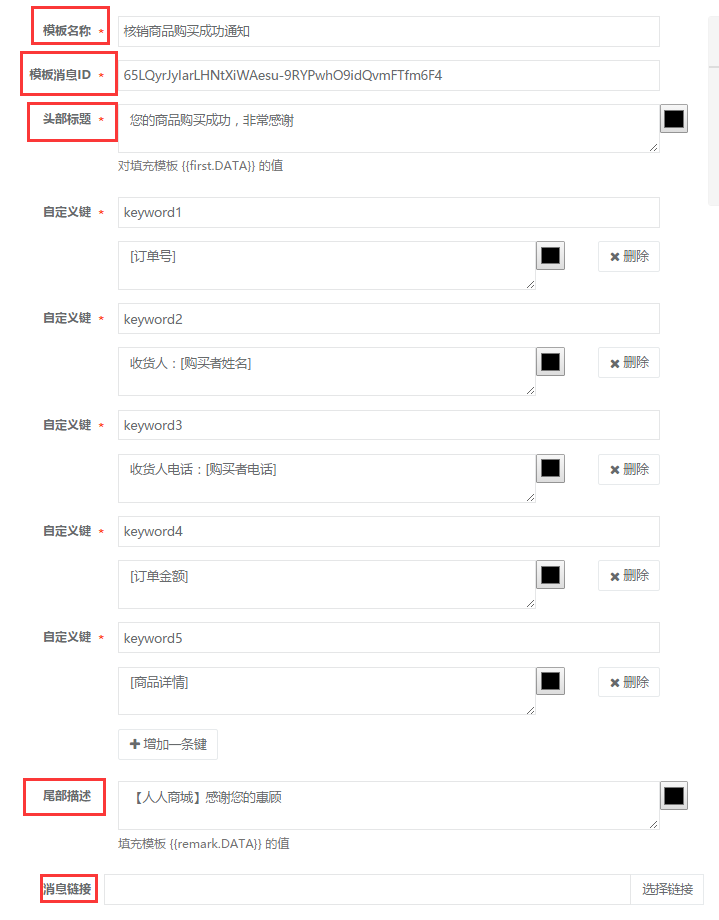 模板名称 * 核销商品购买成功通知
模板消息ID * 65LQyrJyIarLHNtXiWAesu-9RYPwhO9idQvmFTfm6F4
头部标题 * 您的商品购买成功，非常感谢
对填充模板 {{first.DATA}} 的值
自定义键 * keyword1
[订单号] ✖ 删除
自定义键 * keyword2
收货人：[购买者姓名] ✖ 删除
自定义键 * keyword3
收货人电话：[购买者电话] ✖ 删除
自定义键 * keyword4
[订单金额] ✖ 删除
自定义键 * keyword5
[商品详情] ✖ 删除
✚ 增加一条键
尾部描述 【人人商城】感谢您的惠顾
填充模板 {{remark.DATA}} 的值
消息链接 选择链接